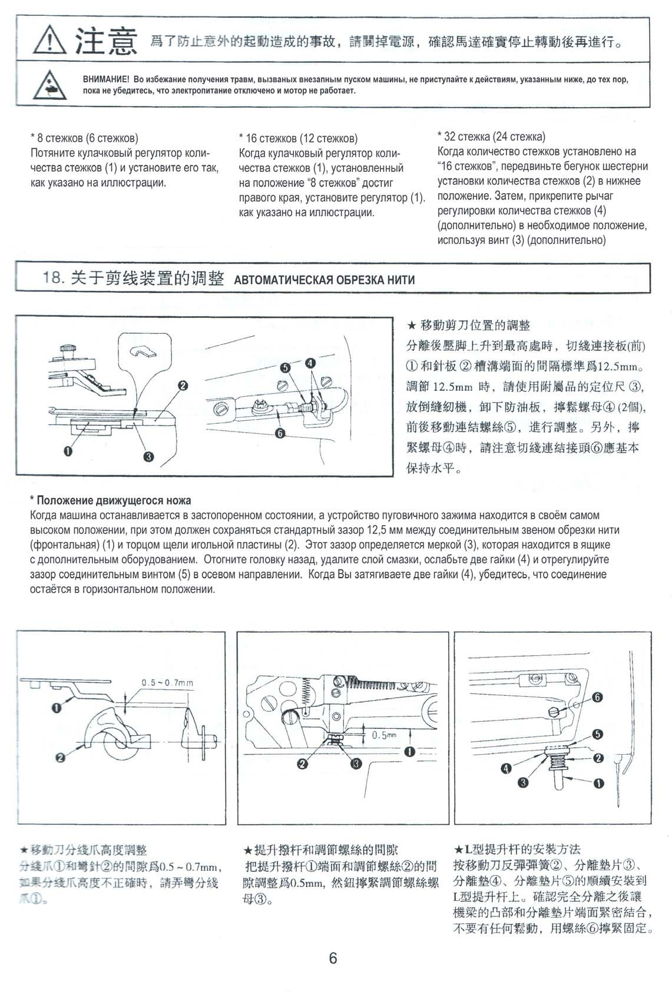 注意 爲了防止意外的起動造成的事故，請關掉電源，確認馬達確實停止轉動後再進行。
ВНИМАНИЕ! Во избежание получения травм, вызваных внезапным пуском машины, не приступайте к действиям, указанным ниже, до тех пор,
пока не убедитесь, что электропитание отключено и мотор не работает.
* 8 стежков (6 стежков)
Потяните кулачковый регулятор коли-
чества стежков (1) и установите его так,
как указано на иллюстрации.
* 16 стежков (12 стежков)
Когда кулачковый регулятор коли-
чества стежков (1), установленный
на положение “8 стежков” достиг
правого края, установите регулятор (1).
как указано на иллюстрации.
* 32 стежка (24 стежка)
Когда количество стежков установлено на
“16 стежков”, передвиньте бегунок шестерни
установки количества стежков (2) в нижнее
положение. Затем, прикрепите рычаг
регулировки количества стежков (4)
(дополнительно) в необходимое положение,
используя винт (3) (дополнительно)
18. 关于剪线装置的调整 АВТОМАТИЧЕСКАЯ ОБРЕЗКА НИТИ
❶
❷
❸
❹
❺
❻
★ 移動剪刀位置的調整
分離後壓脚上升到最高處時，切綫連接板(前)
① 和針板 ② 槽溝端面的間隔標準爲12.5mm。
調節 12.5mm 時，請使用附屬品的定位尺 ③，
放倒縫紉機，卸下防油板，擰鬆螺母④ (2個)，
前後移動連結螺絲⑤，進行調整。另外，擰
緊螺母④時，請注意切綫連結接頭⑥應基本
保持水平。
* Положение движущегося ножа
Когда машина останавливается в застопоренном состоянии, а устройство пуговичного зажима находится в своём самом
высоком положении, при этом должен сохраняться стандартный зазор 12,5 мм между соединительным звеном обрезки нити
(фронтальная) (1) и торцом щели игольной пластины (2). Этот зазор определяется меркой (3), которая находится в ящике
с дополнительным оборудованием. Отогните головку назад, удалите слой смазки, ослабьте две гайки (4) и отрегулируйте
зазор соединительным винтом (5) в осевом направлении. Когда Вы затягиваете две гайки (4), убедитесь, что соединение
остаётся в горизонтальном положении.
0.5~0.7mm
❶
❷
0.5mm
❶
❷
❸
❻
❺
❹
❷
❸
❶
★移動刀分綫爪高度調整
分綫爪①和彎針②的間隙爲0.5 ~ 0.7mm，
如果分綫爪高度不正確時，請弄彎分綫
爪①。
★提升撥杆和調節螺絲的間隙
把提升撥杆①端面和調節螺絲②的間
隙調整爲0.5mm, 然鈕擰緊調節螺絲螺
母③。
★L型提升杆的安裝方法
按移動刀反彈彈簧②、分離墊片③、
分離墊④、分離墊片⑤的順續安裝到
L型提升杆上。確認完全分離之後讓
機梁的凸部和分離墊片端面緊密結合，
不要有任何鬆動，用螺絲⑥擰緊固定。
6